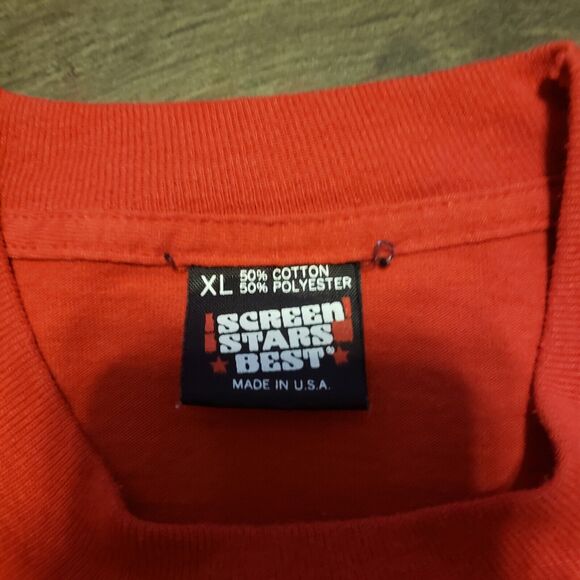 XL 50% COTTON
50% POLYESTER
SCREEN
STARS
BEST®
MADE IN U.S.A.